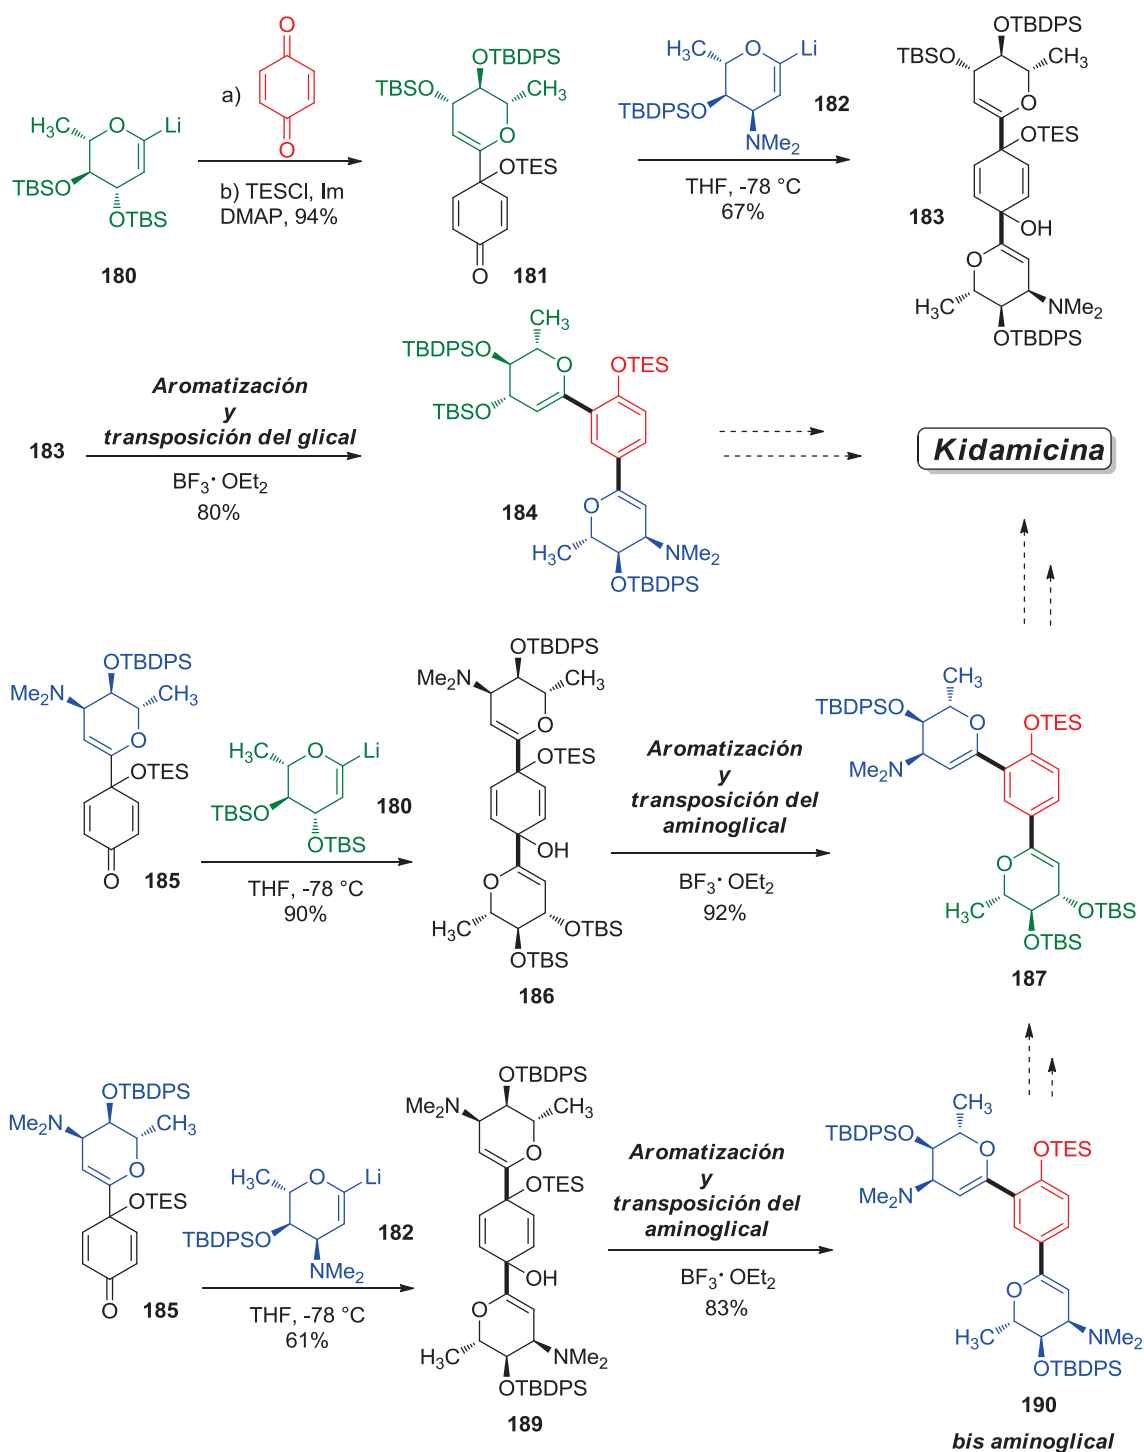 O
O
a)
H3C
O
Li
TBSO
OTBS
180
b) TESCl, Im
DMAP, 94%
OTBDPS
TBSO
CH3
O
OTES
O
181
H3C
O
Li
TBDPSO
NMe2
182
THF, -78 °C
67%
OTBDPS
TBSO
CH3
O
OTES
183
OH
O
H3C
NMe2
OTBDPS
183
Aromatización
y
transposición del glical
BF3· OEt2
80%
CH3
TBDPSO
O
TBSO
OTES
184
O
H3C
NMe2
OTBDPS
Kidamicina
OTBDPS
Me2N
CH3
O
OTES
O
185
H3C
O
Li
TBSO
OTBS
180
THF, -78 °C
90%
OTBDPS
Me2N
CH3
O
OTES
OH
O
H3C
OTBS
OTBS
186
Aromatización
y
transposición del
aminoglical
BF3· OEt2
92%
CH3
TBDPSO
O
Me2N
OTES
O
H3C
OTBS
OTBS
187
OTBDPS
Me2N
CH3
O
OTES
O
185
H3C
O
Li
TBDPSO
NMe2
182
THF, -78 °C
61%
OTBDPS
Me2N
CH3
O
OTES
OH
O
H3C
NMe2
OTBDPS
189
Aromatización
y
transposición del
aminoglical
BF3· OEt2
83%
CH3
TBDPSO
O
Me2N
OTES
O
H3C
NMe2
OTBDPS
190
bis aminoglical